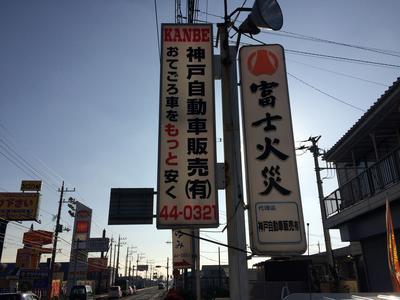 KANBE
神戸自動車販売(有)
おてごろ車をもっと安く
44-0321
富士火災
代理店
神戸自動車販売㈲